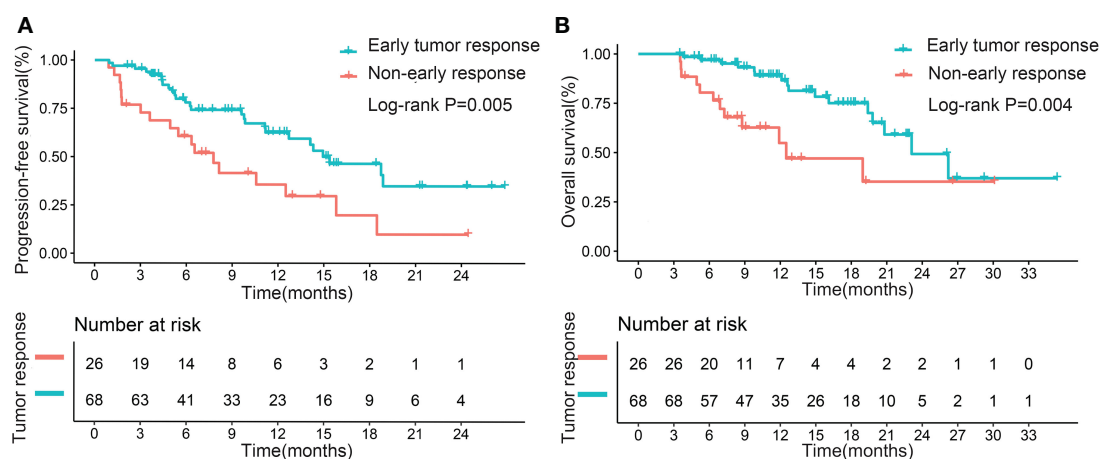 A
Progression-free survival(%)
1.00
0.75
0.50
0.25
0.00
Early tumor response
Non-early response
Log-rank P=0.005
0 3 6 9 12 15 18 21 24
Time(months)
Number at risk
Tumor response
26 19 14 8 6 3 2 1 1
68 63 41 33 23 16 9 6 4
0 3 6 9 12 15 18 21 24
Time(months)
B
Overall survival(%)
1.00
0.75
0.50
0.25
0.00
Early tumor response
Non-early response
Log-rank P=0.004
0 3 6 9 12 15 18 21 24 27 30 33
Time(months)
Number at risk
Tumor response
26 26 20 11 7 4 4 2 2 1 1 0
68 68 57 47 35 26 18 10 5 2 1 1
0 3 6 9 12 15 18 21 24 27 30 33
Time(months)